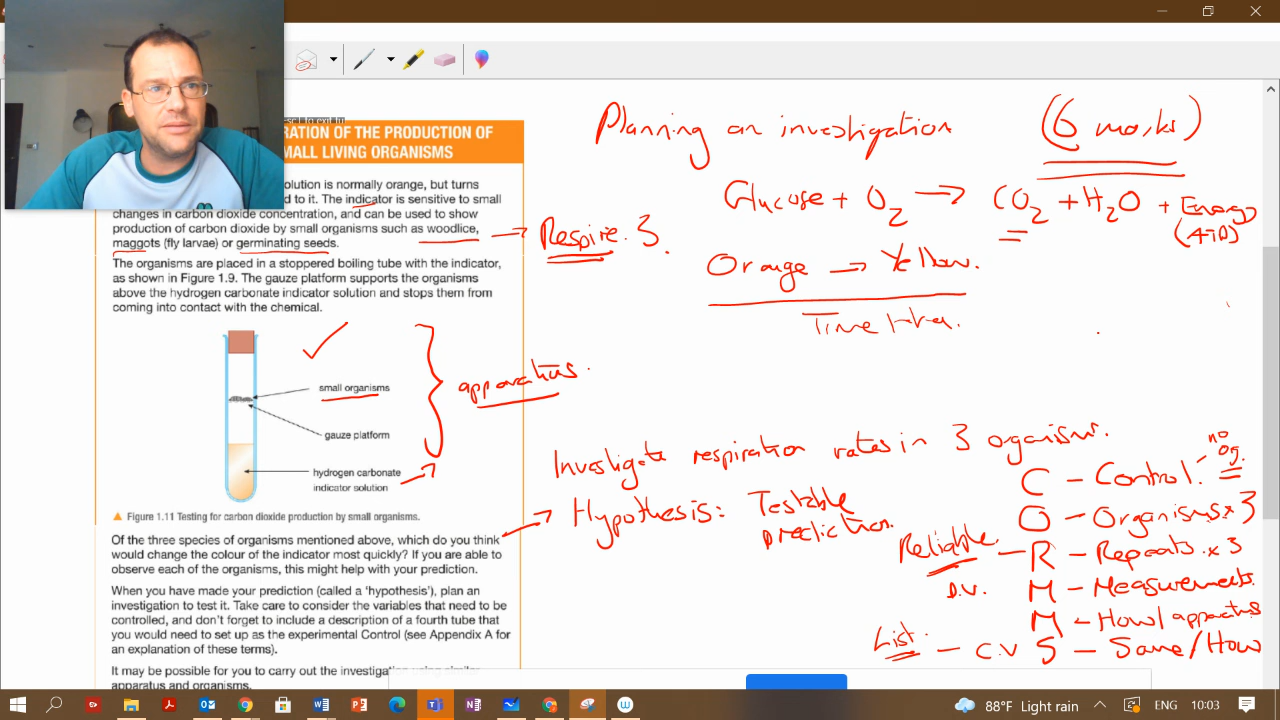 RATION OF THE PRODUCTION OF
MALL LIVING ORGANISMS
olution is normally orange, but turns
d to it. The indicator is sensitive to small
changes in carbon dioxide concentration, and can be used to show
production of carbon dioxide by small organisms such as woodlice,
maggots (fly larvae) or germinating seeds.
The organisms are placed in a stoppered boiling tube with the indicator,
as shown in Figure 1.9. The gauze platform supports the organisms
above the hydrogen carbonate indicator solution and stops them from
coming into contact with the chemical.
small organisms
gauze platform
hydrogen carbonate
indicator solution
Figure 1.11 Testing for carbon dioxide production by small organisms.
Of the three species of organisms mentioned above, which do you think
would change the colour of the indicator most quickly? If you are able to
observe each of the organisms, this might help with your prediction.
When you have made your prediction (called a 'hypothesis'), plan an
investigation to test it. Take care to consider the variables that need to be
controlled, and don't forget to include a description of a fourth tube that
you would need to set up as the experimental Control (see Appendix A for
an explanation of these terms).
It may be possible for you to carry out the investigation using similar
apparatus and organisms.
Planning an investigation (6 marks)
Glucose + O2 → CO2 + H2O + Energy
(ATP)
Respire. 3
Orange → Yellow.
Time
apparatus.
Investigate respiration rates in 3 organisms.
Hypothesis: Testable
prediction.
C - Control. - no
og.
O - Organisms x 3
Reliable - R - Repeats x 3
D.V. M - Measurements.
M - How/apparatus
List. - C.V S - Same/How
88°F Light rain
ENG
10:03